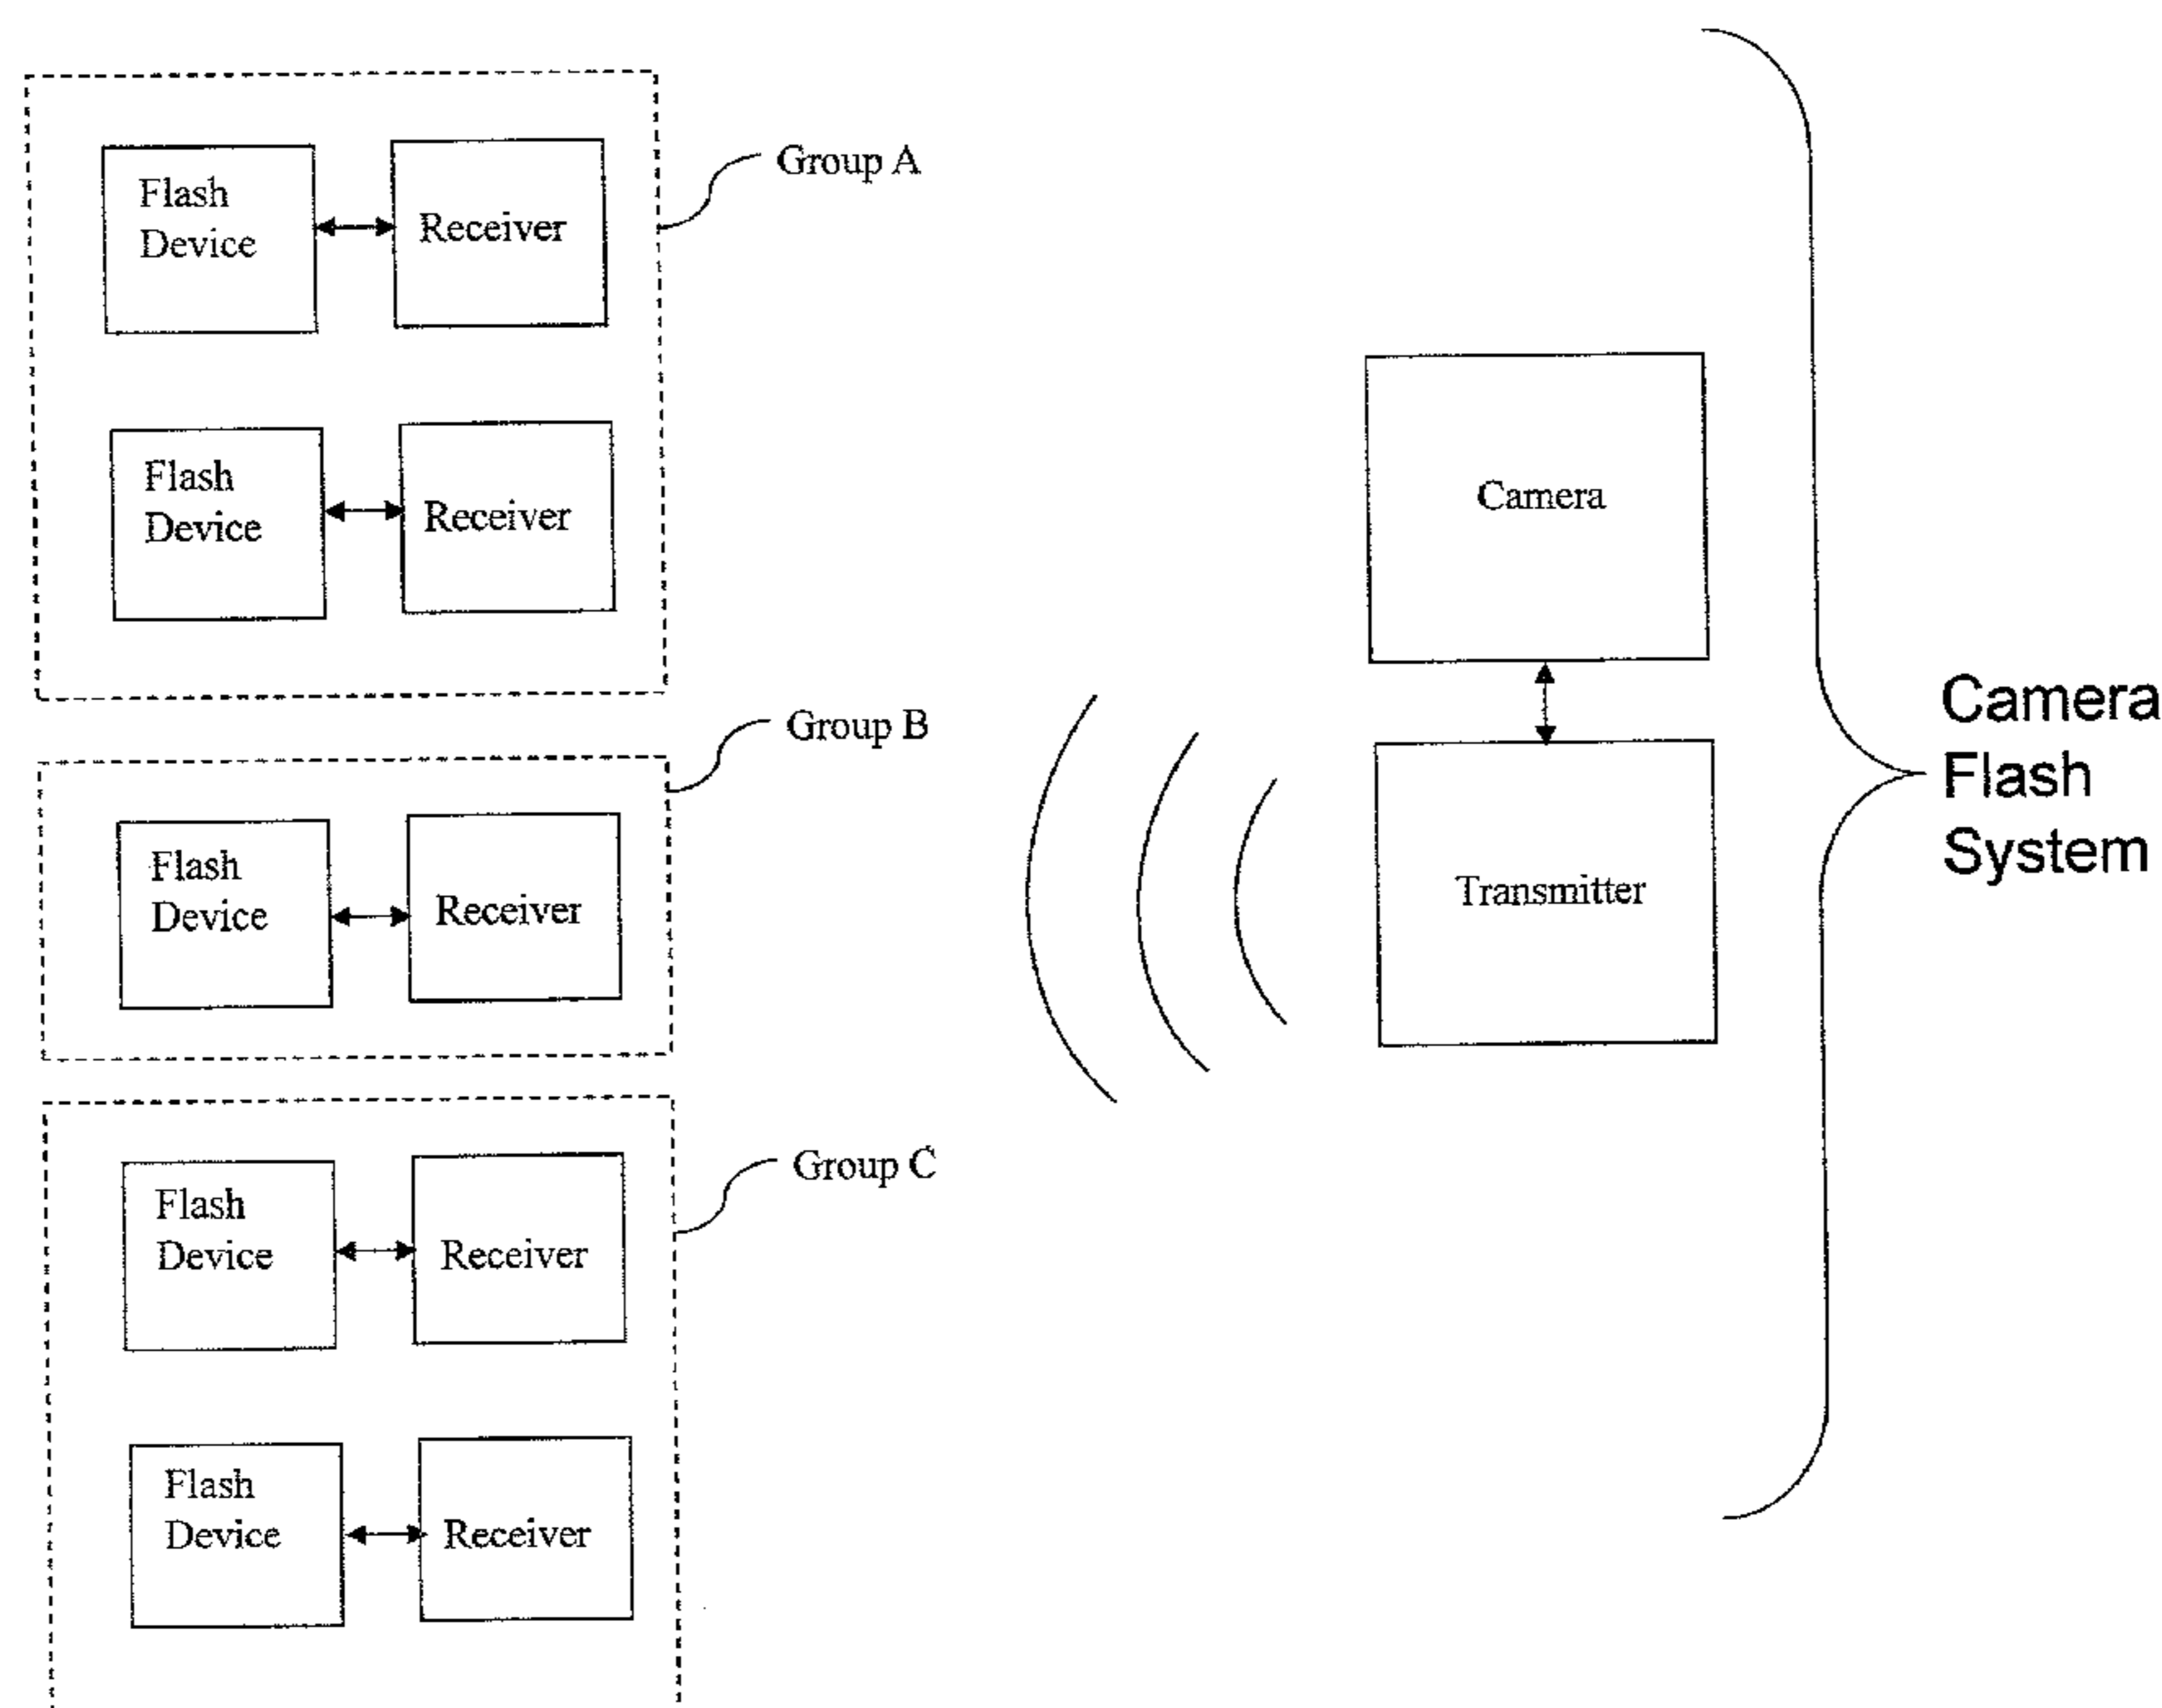 Flash
Device
Receiver
Group A
Flash
Device
Receiver
Camera
Group B
Flash
Device
Receiver
Transmitter
Camera
Flash
System
Group C
Flash
Device
Receiver
Flash
Device
Receiver